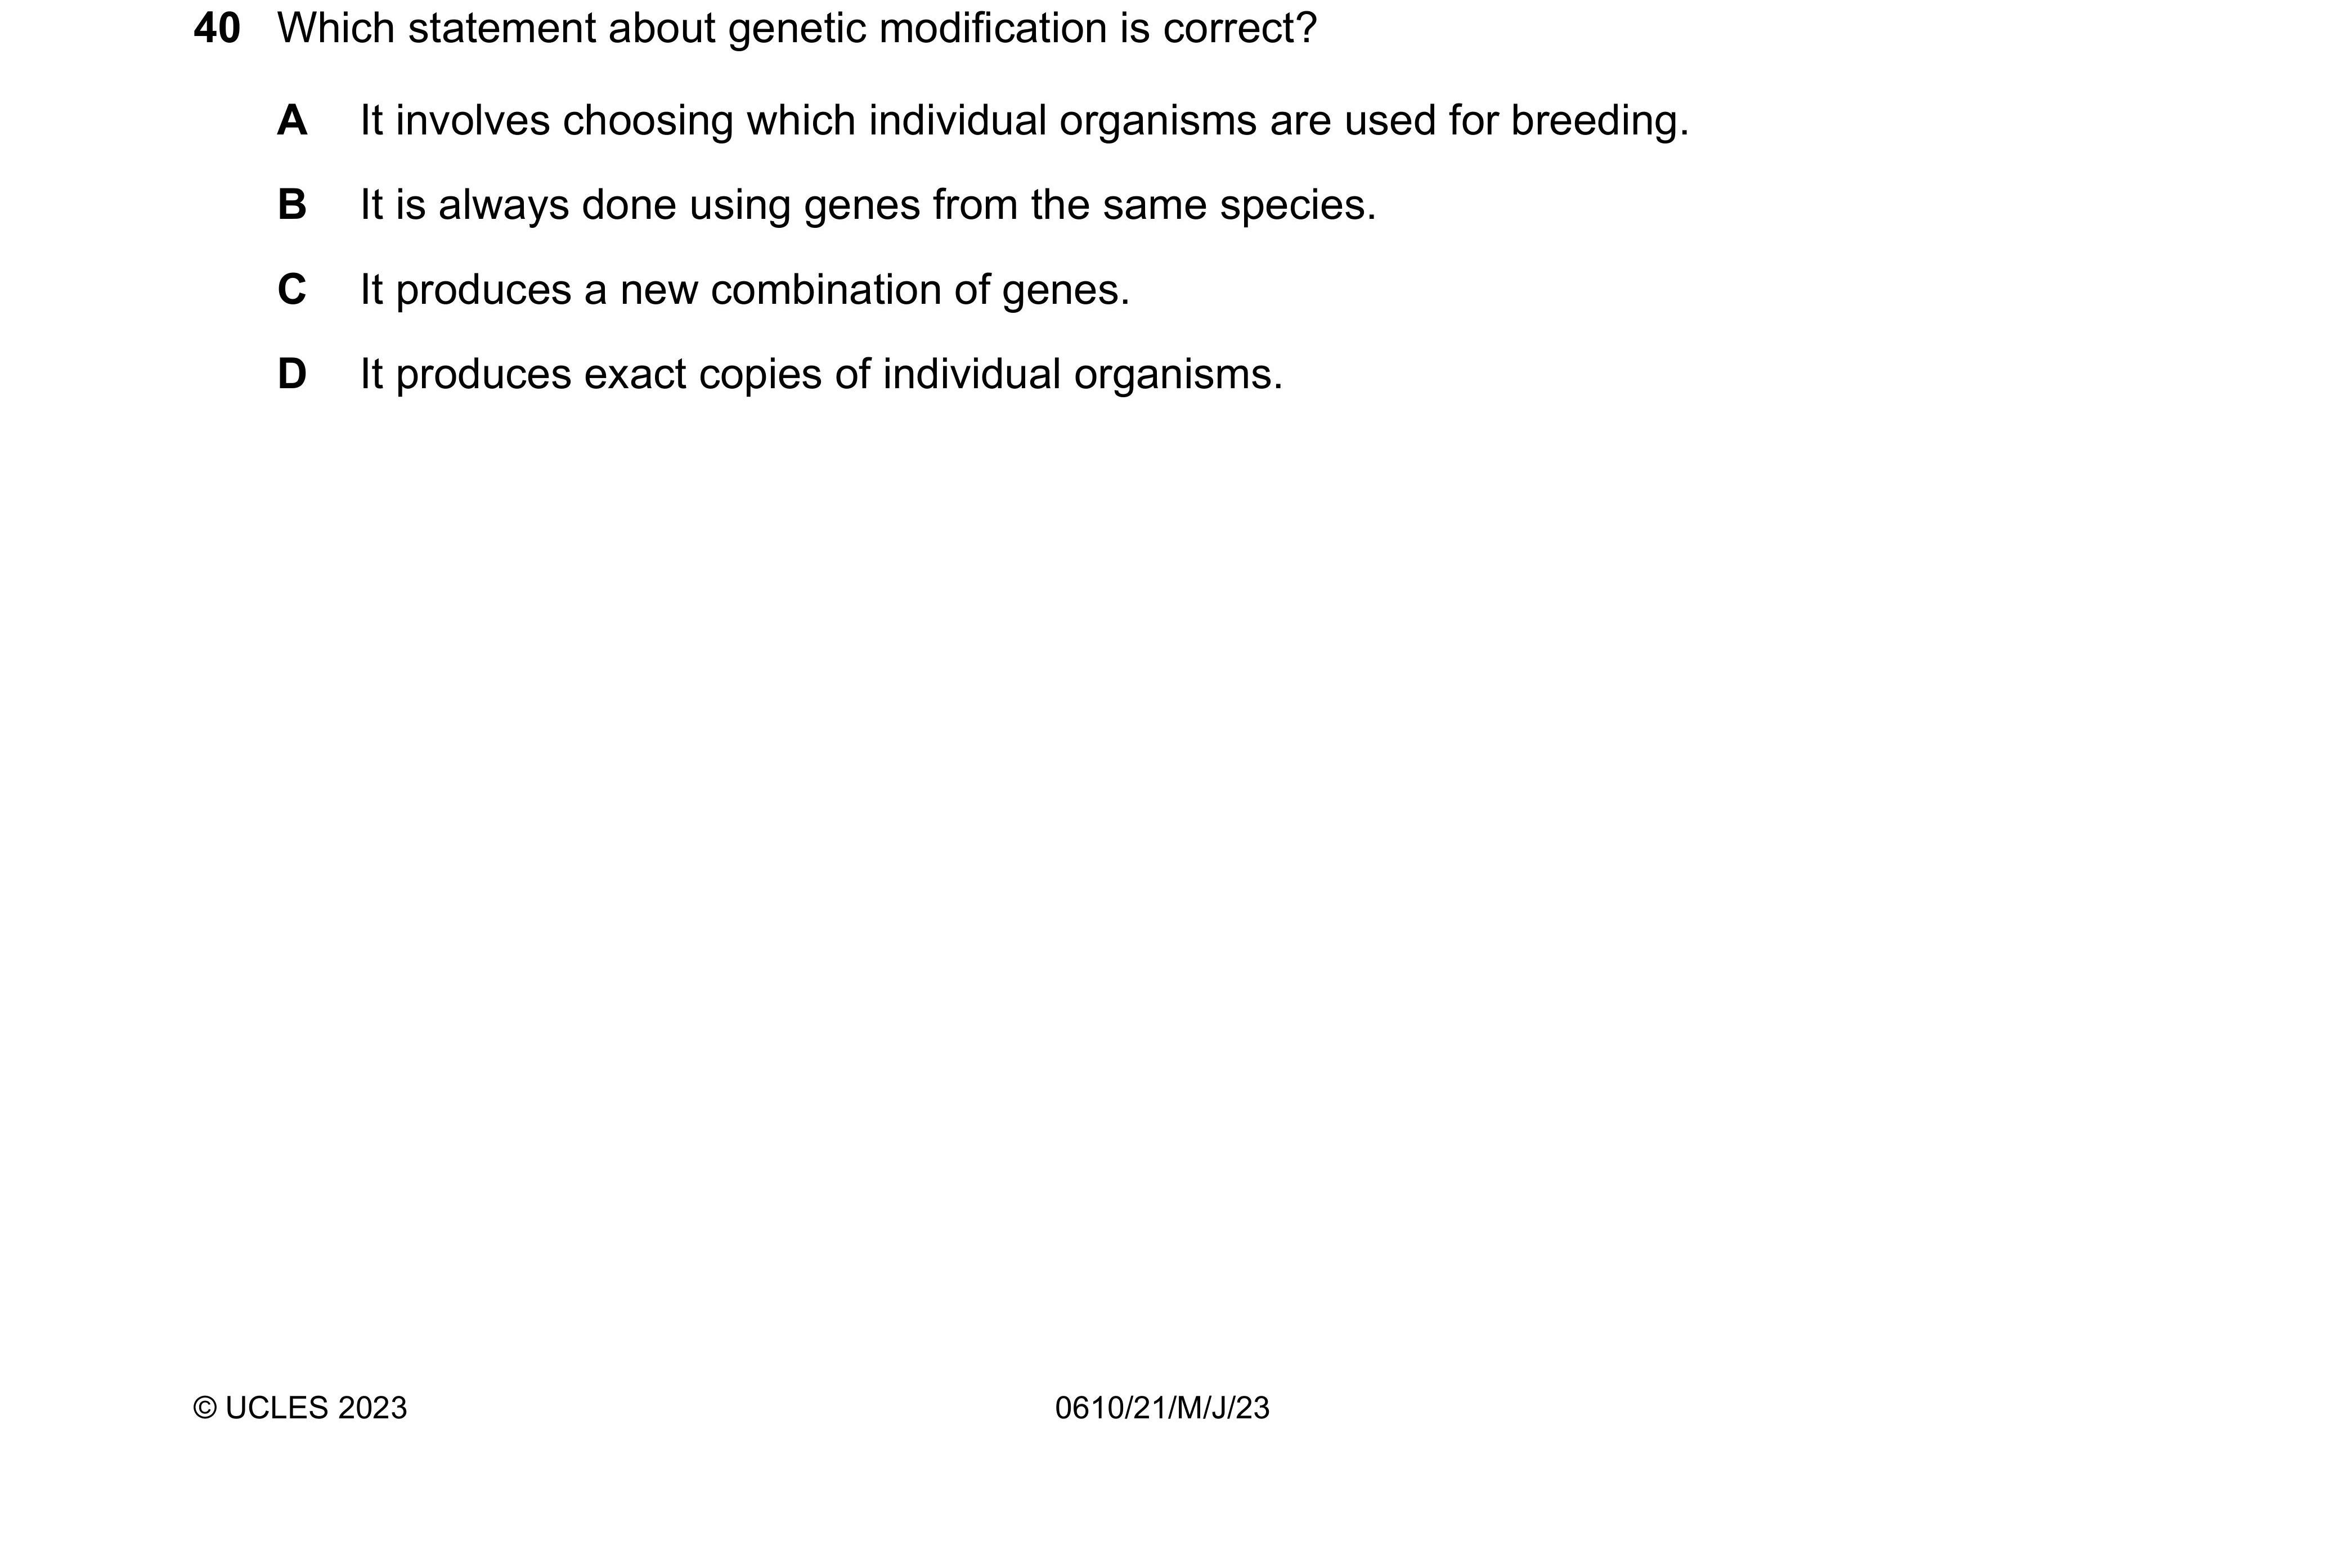 40 Which statement about genetic modification is correct?
A It involves choosing which individual organisms are used for breeding.
B It is always done using genes from the same species.
C It produces a new combination of genes.
D It produces exact copies of individual organisms.
© UCLES 2023 0610/21/M/J/23